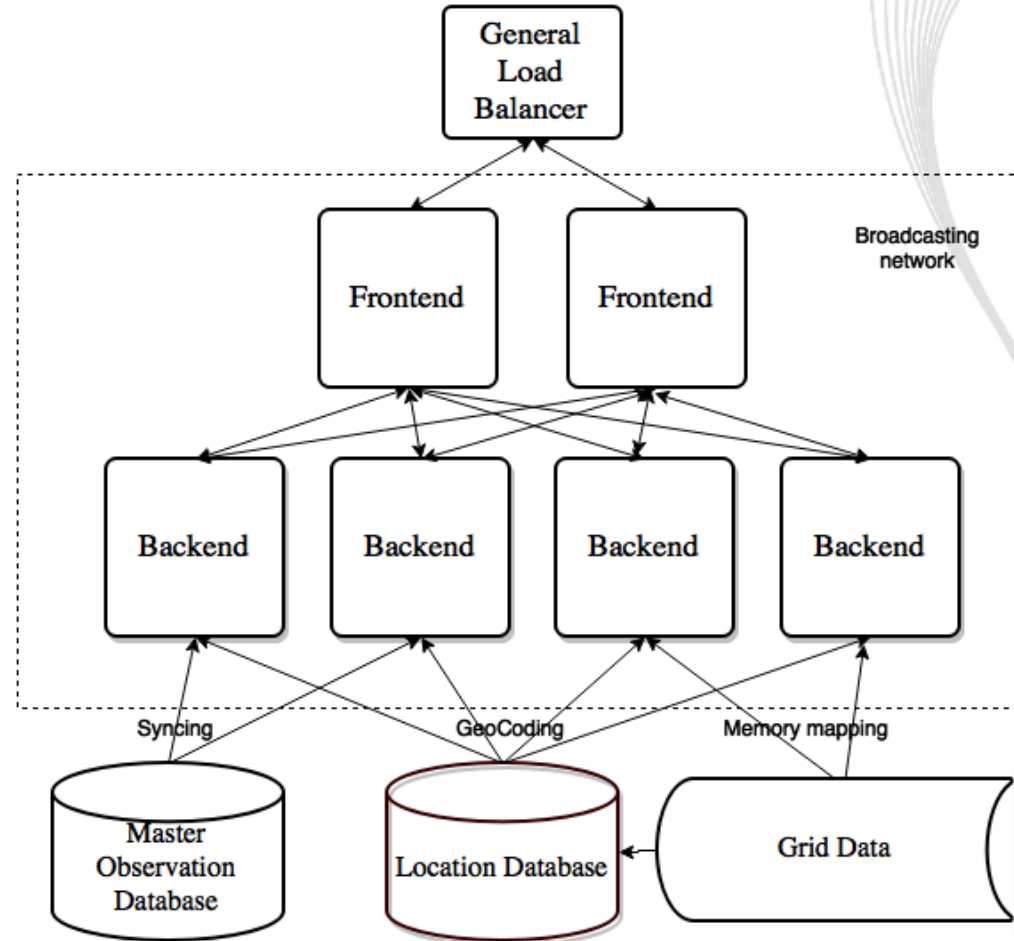 General
Load
Balancer
Broadcasting
network
Frontend
Frontend
Backend
Backend
Backend
Backend
Syncing
GeoCoding
Memory mapping
Master
Observation
Database
Location Database
Grid Data